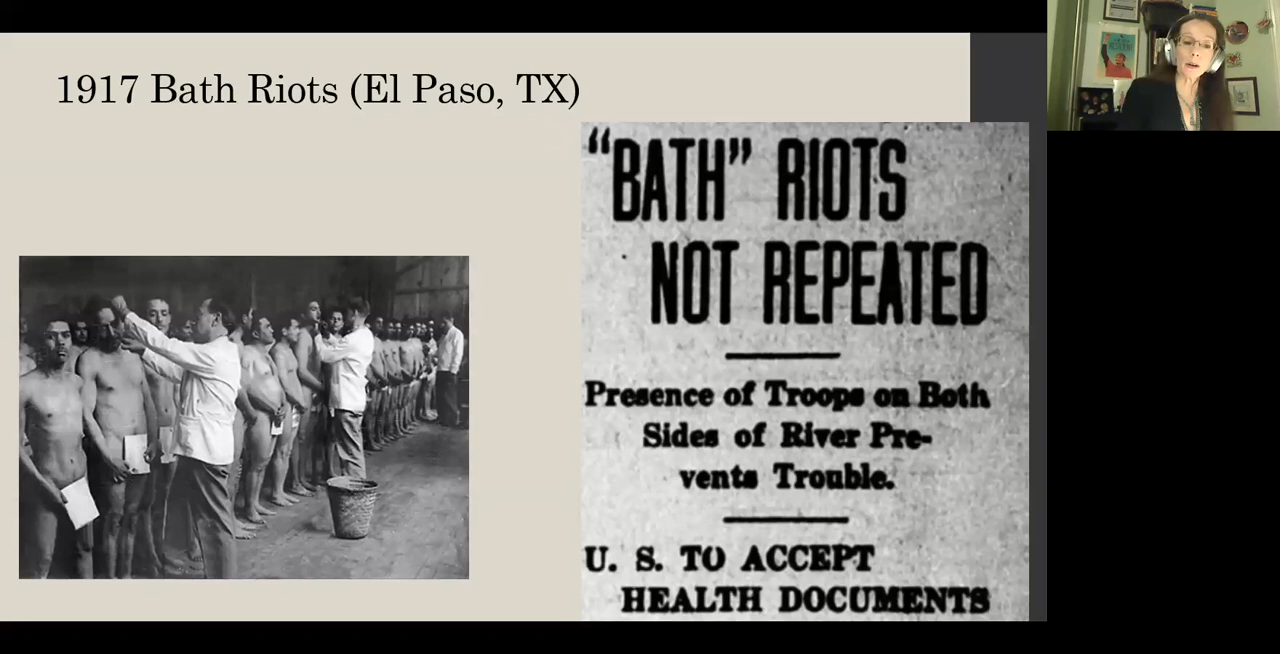 1917 Bath Riots (El Paso, TX)
“BATH” RIOTS
NOT REPEATED
Presence of Troops on Both
Sides of River Pre-
vents Trouble.
U. S. TO ACCEPT
HEALTH DOCUMENTS